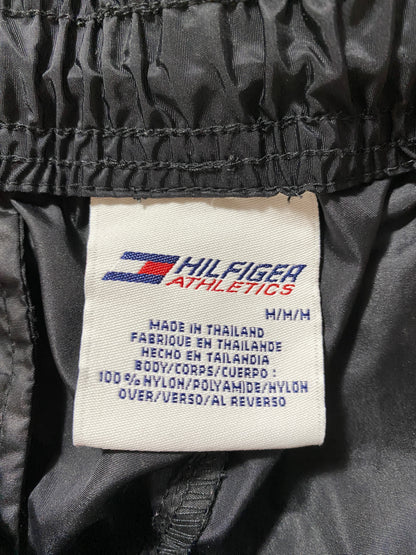 HILFIGER
ATHLETICS
M/M/M
MADE IN THAILAND
FABRIQUE EN THAILANDE
HECHO EN TAILANDIA
BODY/CORPS/CUERPO :
100 % NYLON/POLYAMIDE/NYLON
OVER/VERSO/AL REVERSO